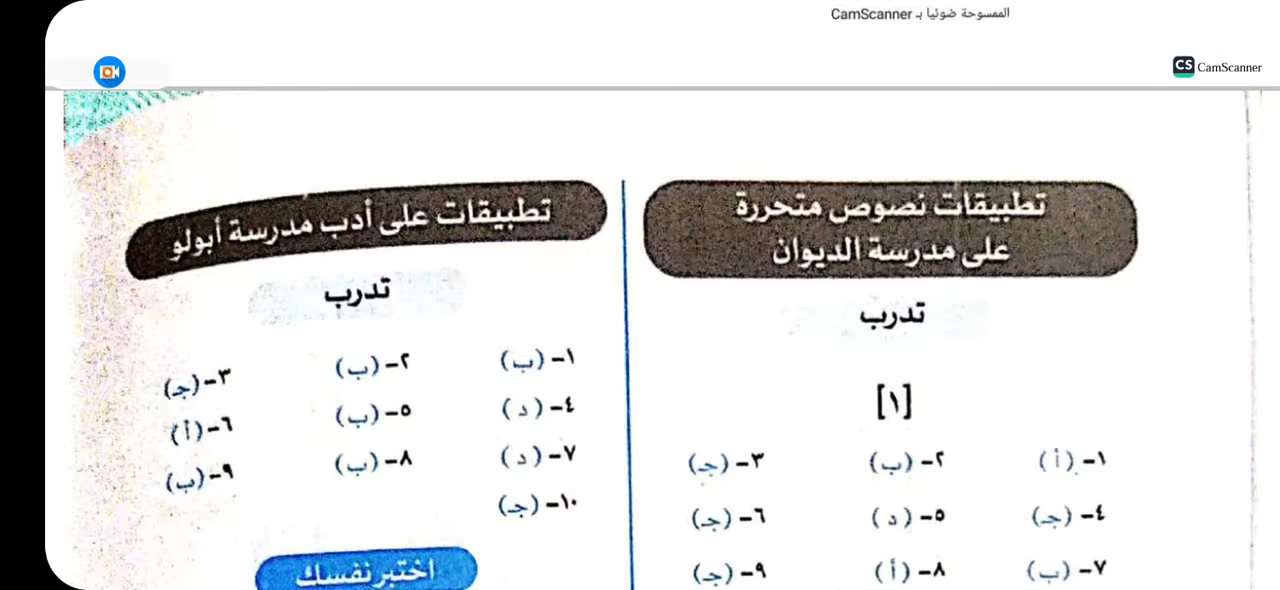 الممسوحة ضوئيا بـ CamScanner
CS CamScanner
تطبيقات نصوص متحررة
على مدرسة الديوان
تدرب
[١]
١- (أ) ٢- (ب) ٣- (جـ)
٤- (جـ) ٥- (د) ٦- (جـ)
٧- (ب) ٨- (أ) ٩- (جـ)
تطبيقات على أدب مدرسة أبولو
تدرب
١- (ب) ٢- (ب) ٣- (جـ)
٤- (د) ٥- (ب) ٦- (أ)
٧- (د) ٨- (ب) ٩- (ب)
١٠- (جـ)
اختبر نفسك